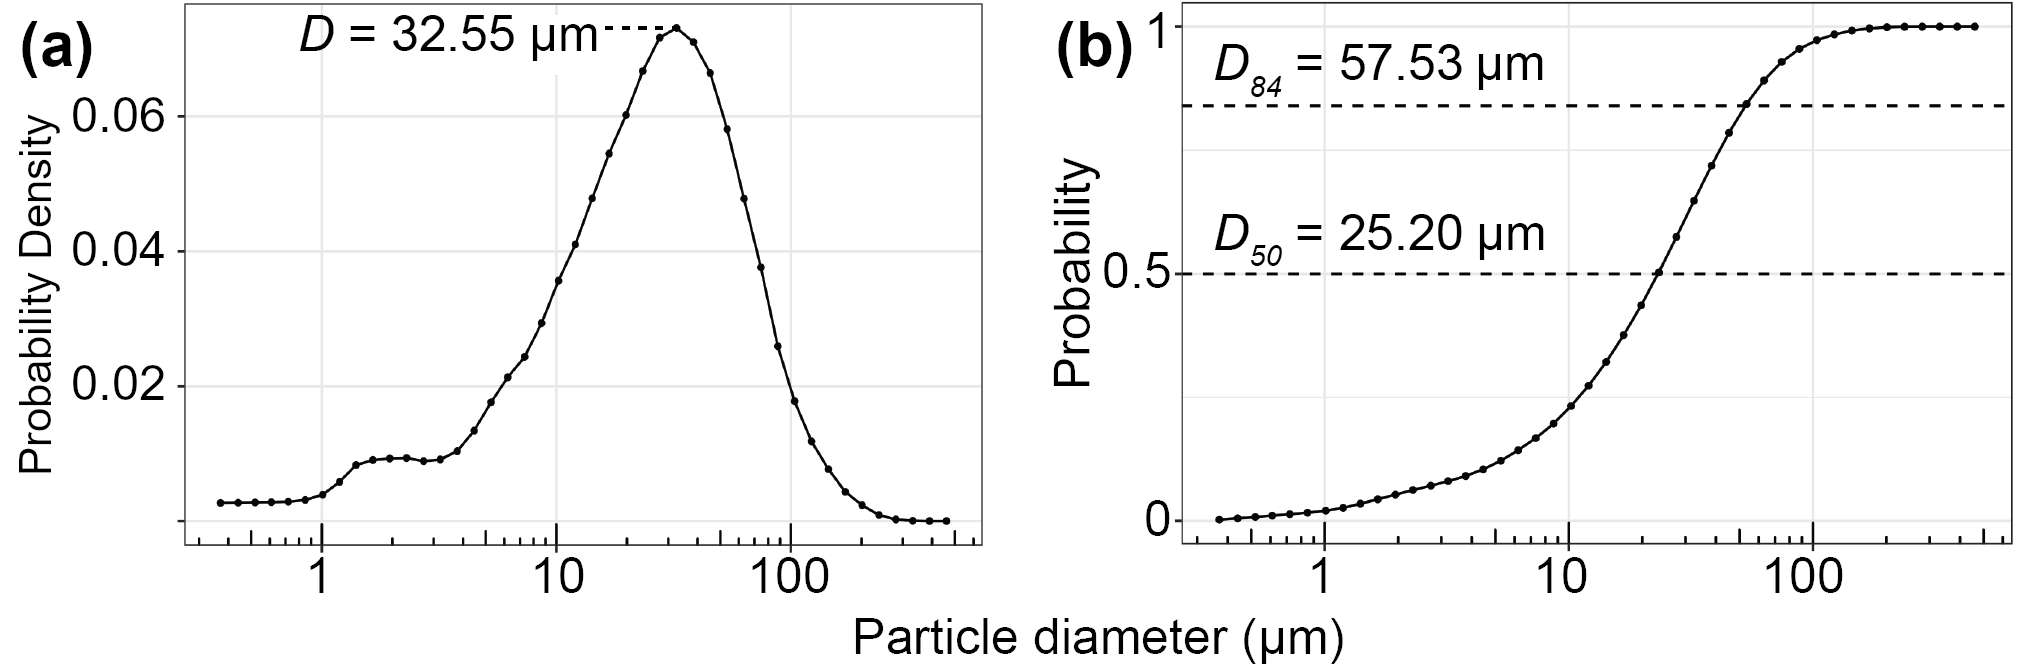 (a)
D = 32.55 µm
Probability Density
0.06
0.04
0.02
1
10
100
(b)
1
D84 = 57.53 µm
D50 = 25.20 µm
Probability
0.5
0
1
10
100
Particle diameter (µm)